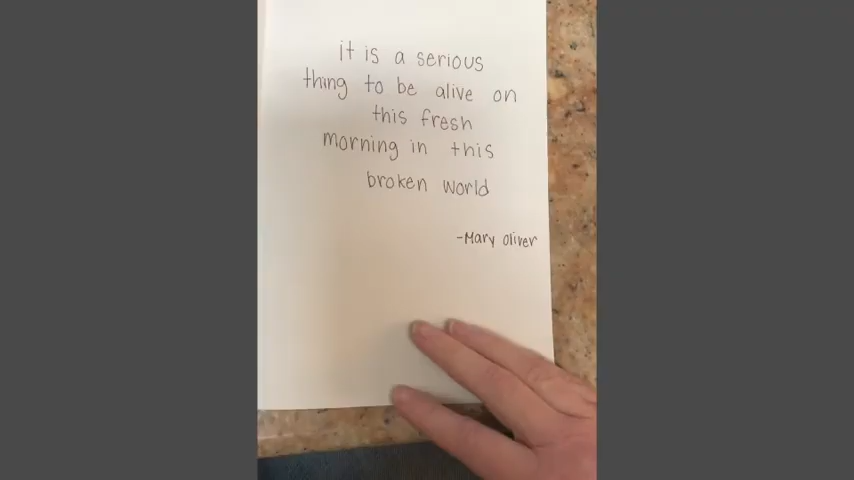 it is a serious
thing to be alive on
this fresh
morning in this
broken world
-Mary Oliver